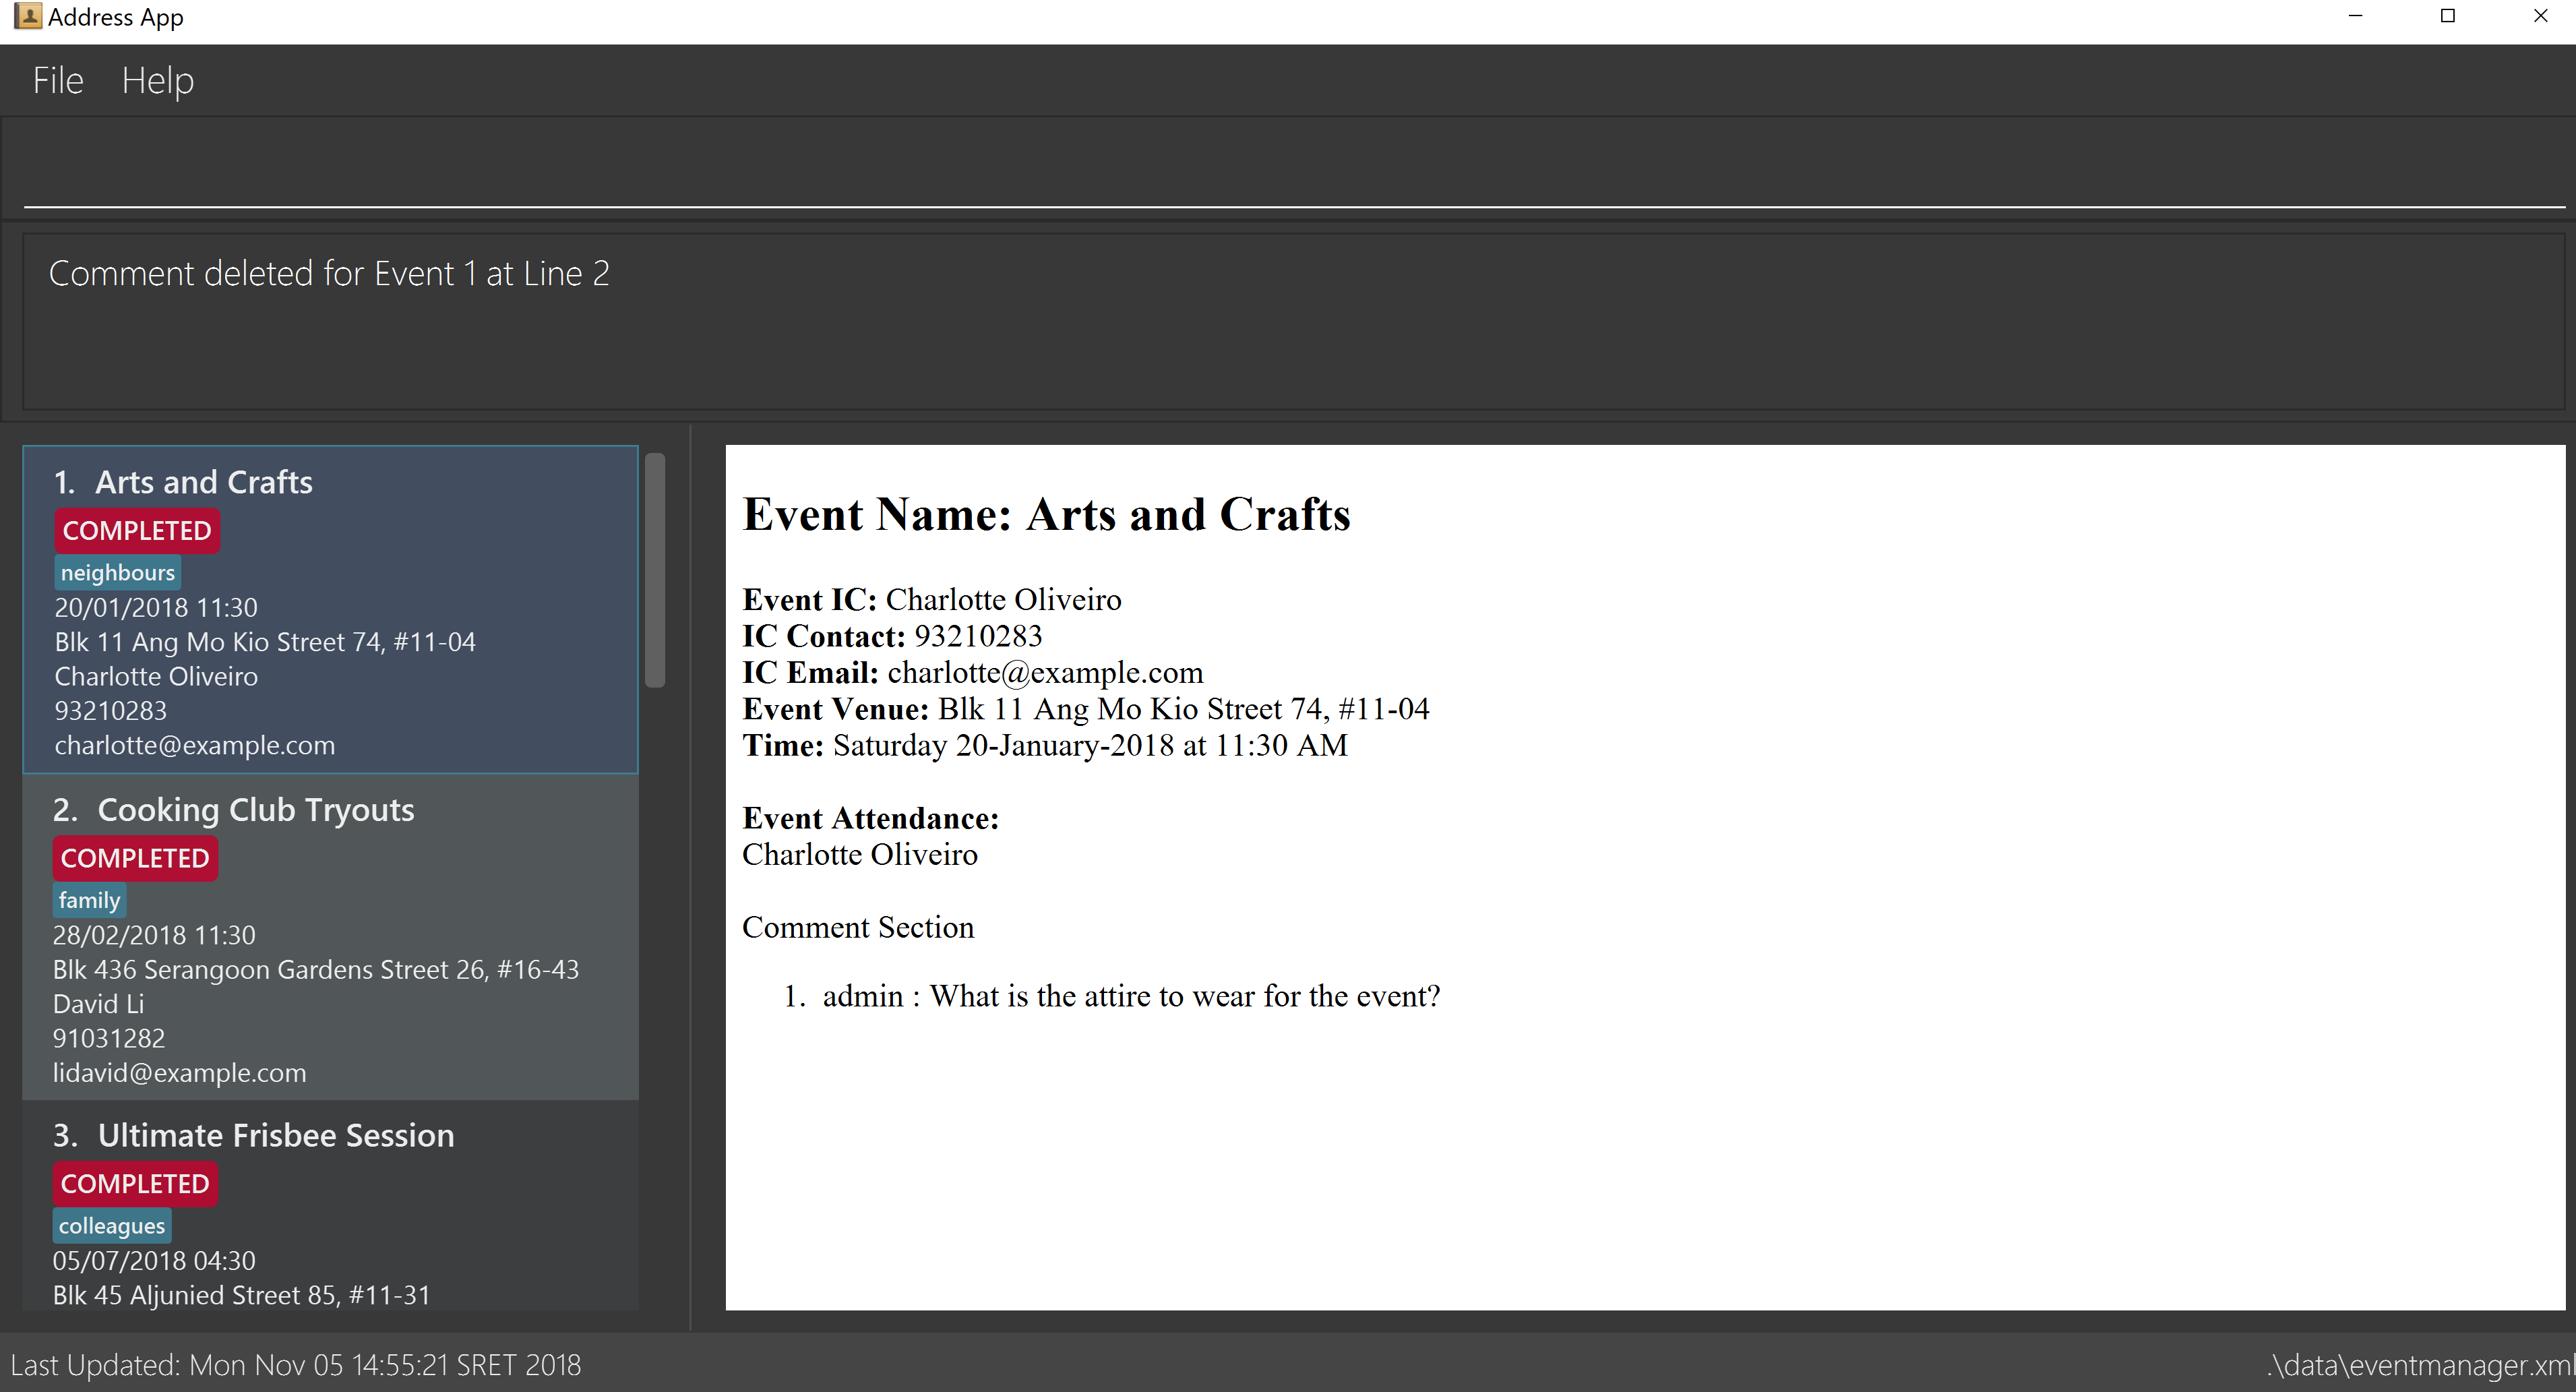 Address App
File Help
Comment deleted for Event 1 at Line 2
1. Arts and Crafts
COMPLETED
neighbours
20/01/2018 11:30
Blk 11 Ang Mo Kio Street 74, #11-04
Charlotte Oliveiro
93210283
charlotte@example.com
2. Cooking Club Tryouts
COMPLETED
family
28/02/2018 11:30
Blk 436 Serangoon Gardens Street 26, #16-43
David Li
91031282
lidavid@example.com
3. Ultimate Frisbee Session
COMPLETED
colleagues
05/07/2018 04:30
Blk 45 Aljunied Street 85, #11-31
Event Name: Arts and Crafts
Event IC: Charlotte Oliveiro
IC Contact: 93210283
IC Email: charlotte@example.com
Event Venue: Blk 11 Ang Mo Kio Street 74, #11-04
Time: Saturday 20-January-2018 at 11:30 AM
Event Attendance:
Charlotte Oliveiro
Comment Section
1. admin : What is the attire to wear for the event?
Last Updated: Mon Nov 05 14:55:21 SRET 2018
.\data\eventmanager.xml